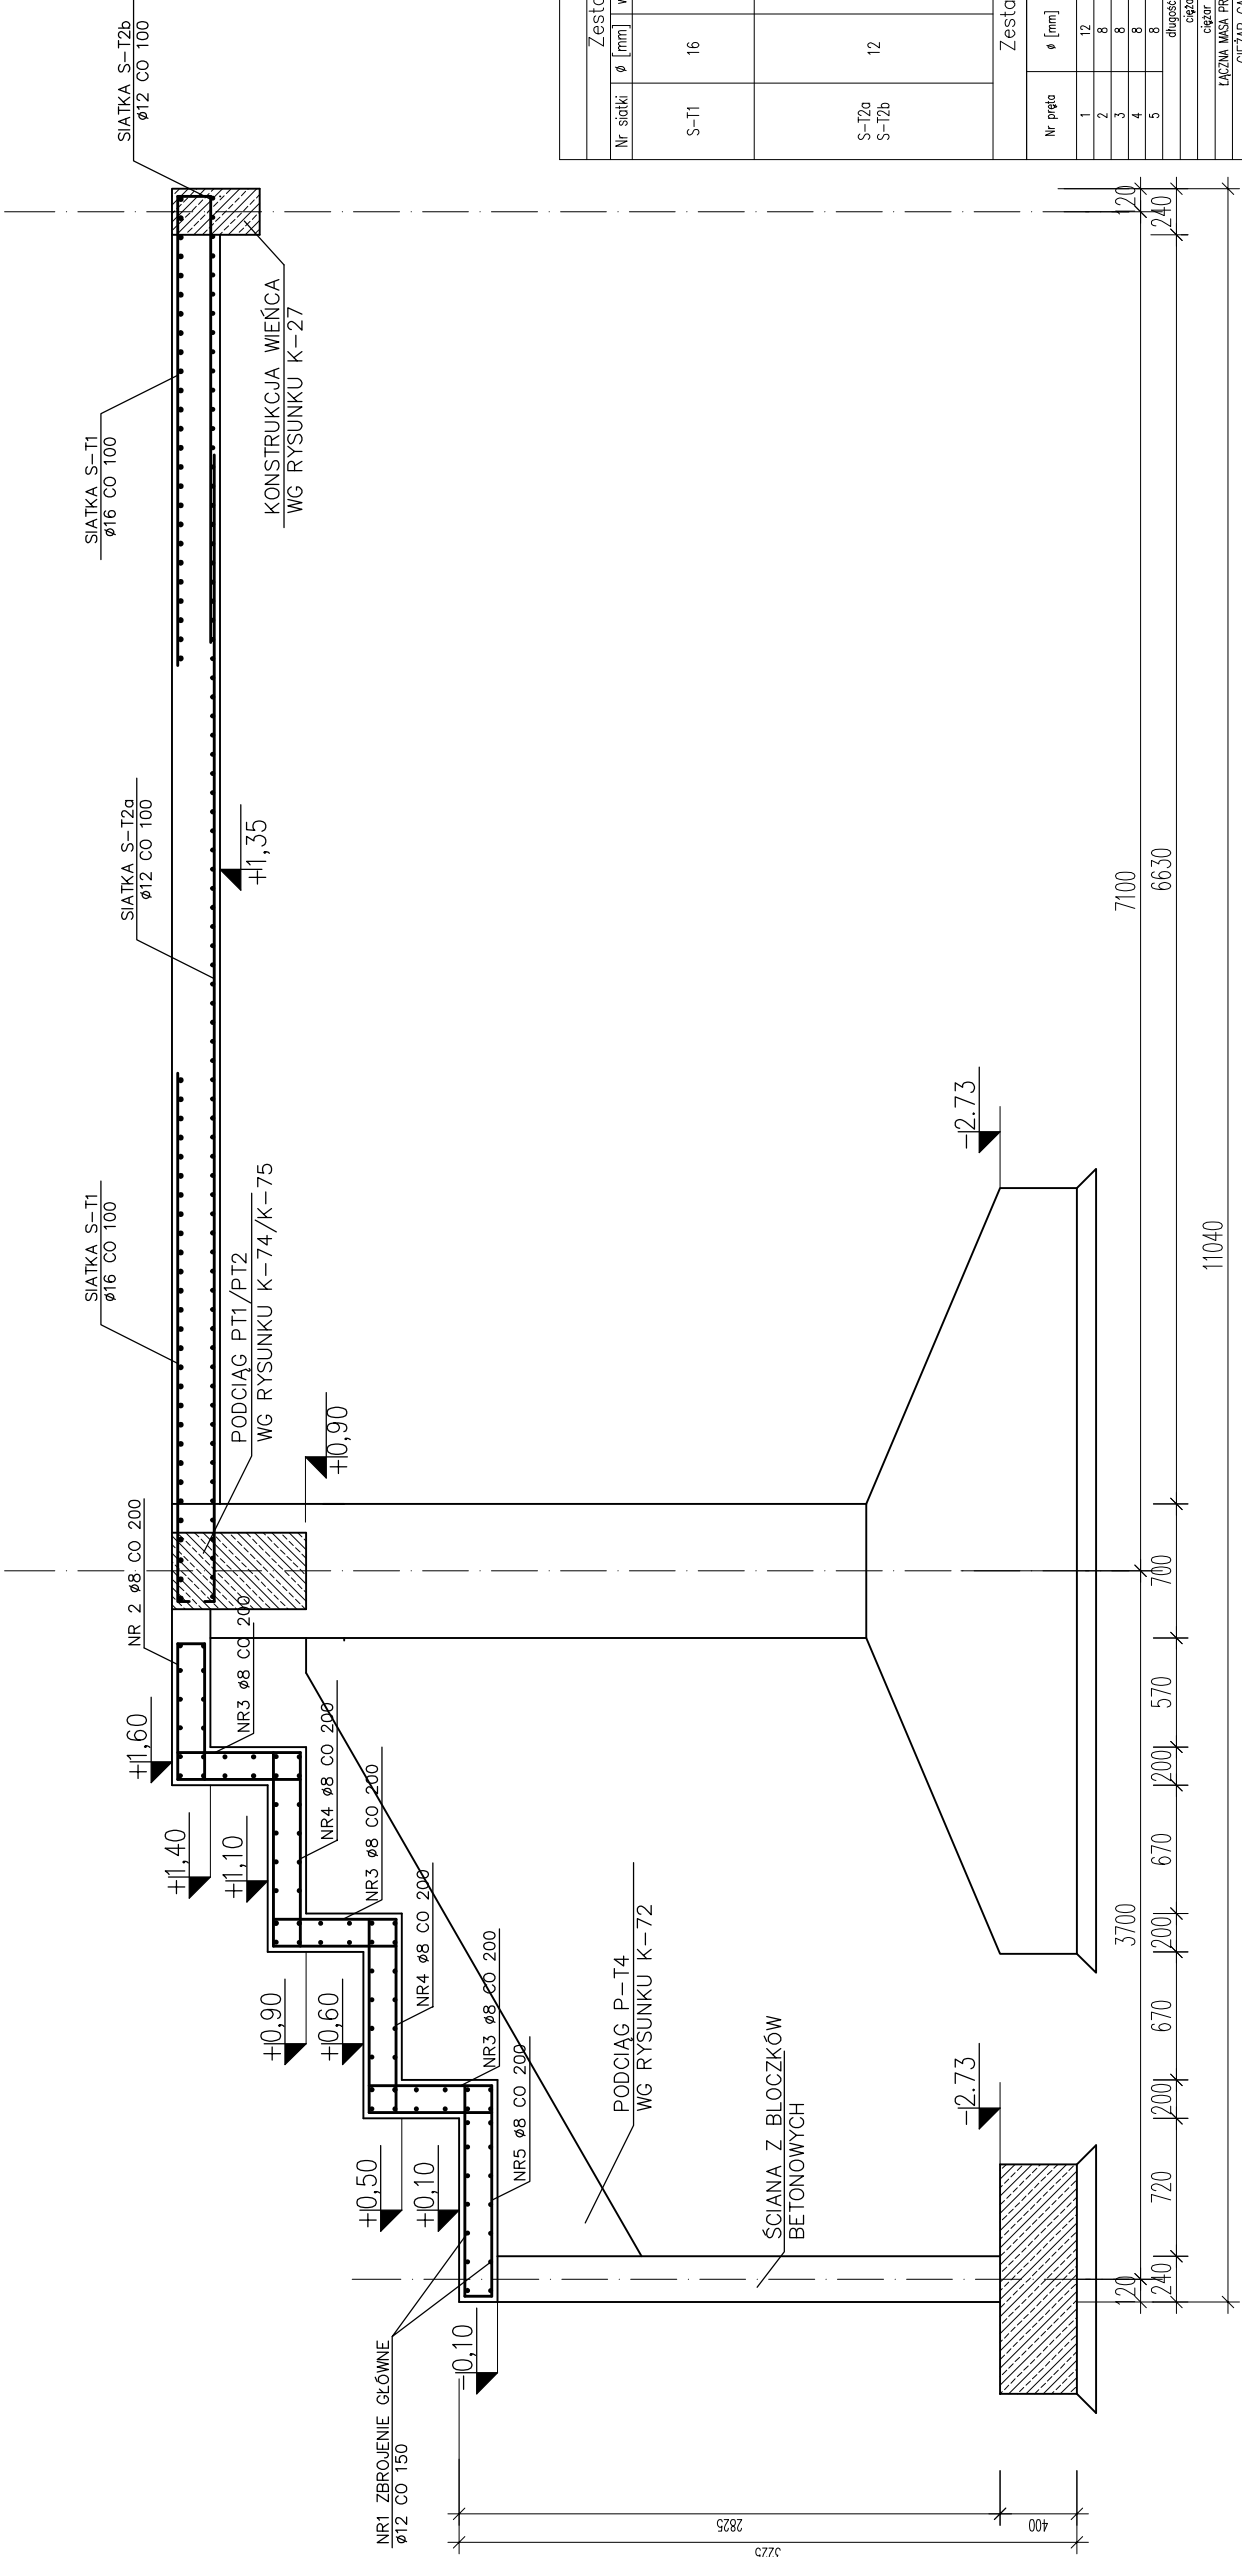 SIATKA S-T1
ø16 CO 100
SIATKA S-T2a
ø12 CO 100
SIATKA S-T1
ø16 CO 100
SIATKA S-T2b
ø12 CO 100
+1,35
KONSTRUKCJA WIEŃCA
WG RYSUNKU K-27
PODCIĄG PT1/PT2
WG RYSUNKU K-74/K-75
+0,90
NR 2 ø8 CO 200
NR3 ø8 CO 200
+1,60
NR4 ø8 CO 200
+1,40
+1,10
NR3 ø8 CO 200
NR4 ø8 CO 200
+0,90
+0,60
NR3 ø8 CO 200
NR5 ø8 CO 200
+0,50
+0,10
-0,10
NR1 ZBROJENIE GŁÓWNE
ø12 CO 150
PODCIĄG P-T4
WG RYSUNKU K-72
ŚCIANA Z BLOCZKÓW
BETONOWYCH
-2.73
-2.73
2825
400
3225
120
3700
7100
120
240
720
200
670
200
670
200
570
700
6630
240
11040
Nr siatki
ø [mm]
S-T1
16
S-T2a
S-T2b
12
Nr pręta
ø [mm]
1
12
2
8
3
8
4
8
5
8
długość
ciężar
ŁĄCZNA MASA